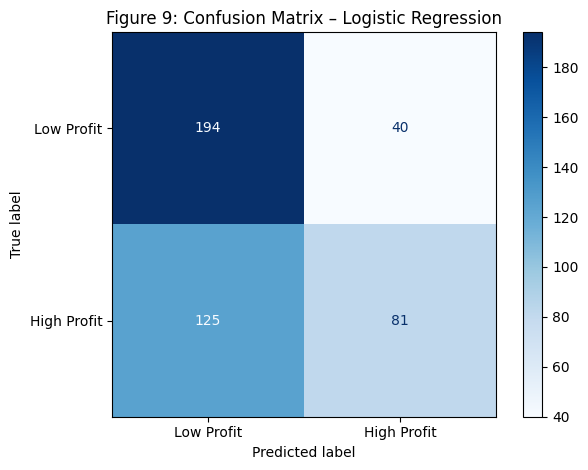 Figure 9: Confusion Matrix – Logistic Regression
Low Profit
194
40
High Profit
125
81
Low Profit
High Profit
Predicted label
True label
180
160
140
120
100
80
60
40